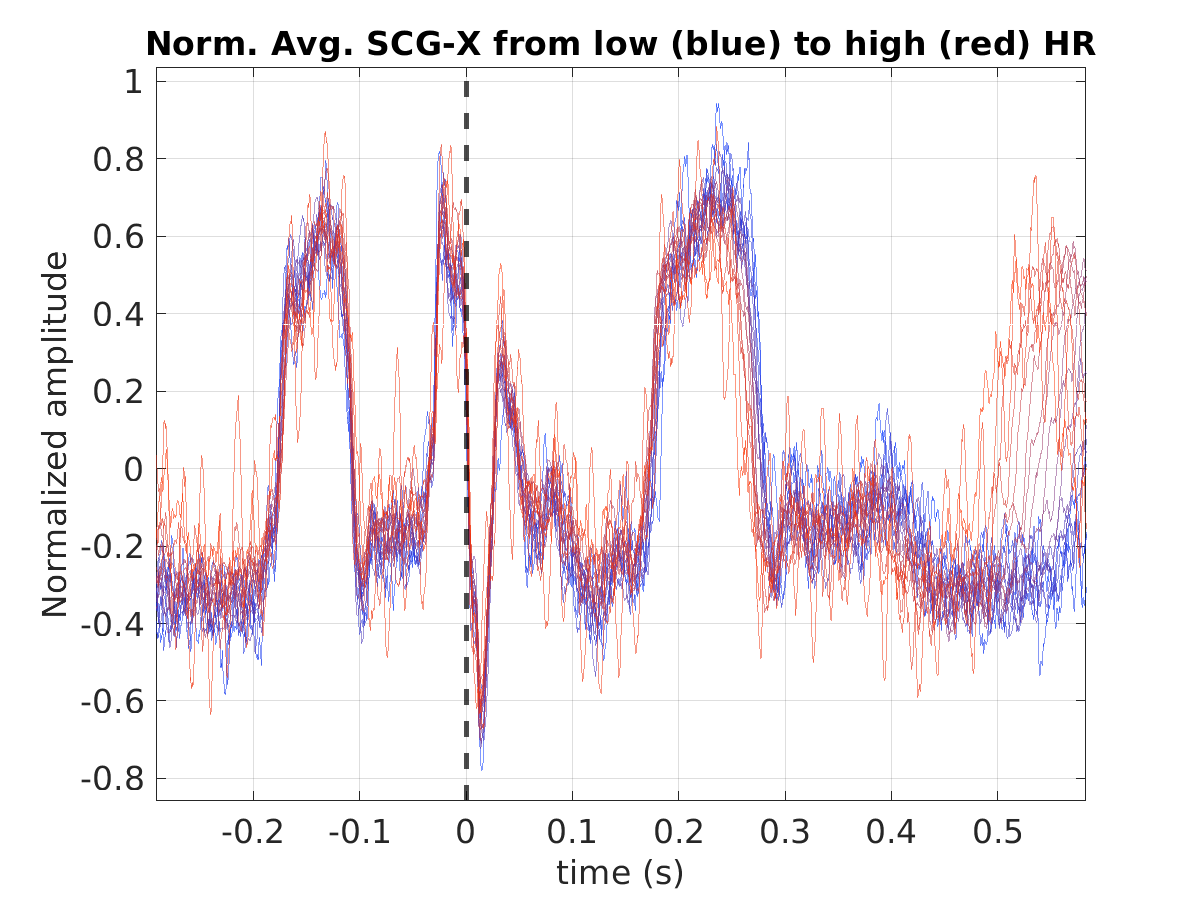 Norm. Avg. SCG-X from low (blue) to high (red) HR
1
0.8
0.6
0.4
0.2
0
-0.2
-0.4
-0.6
-0.8
Normalized amplitude
-0.2 -0.1 0 0.1 0.2 0.3 0.4 0.5
time (s)